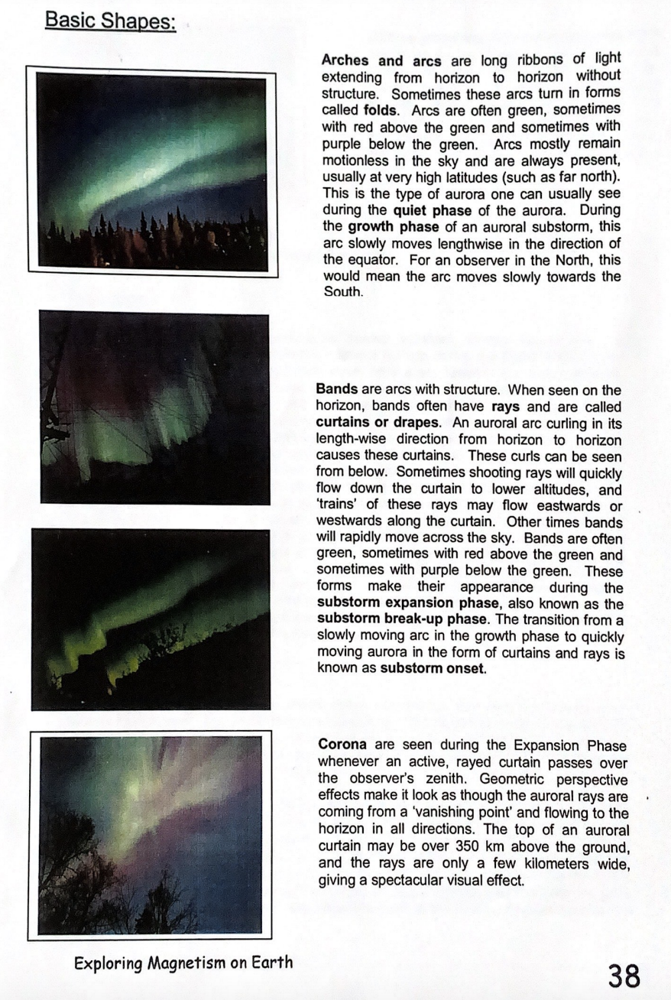 Basic Shapes:
Arches and arcs are long ribbons of light
extending from horizon to horizon without
structure. Sometimes these arcs turn in forms
called folds. Arcs are often green, sometimes
with red above the green and sometimes with
purple below the green. Arcs mostly remain
motionless in the sky and are always present,
usually at very high latitudes (such as far north).
This is the type of aurora one can usually see
during the quiet phase of the aurora. During
the growth phase of an auroral substorm, this
arc slowly moves lengthwise in the direction of
the equator. For an observer in the North, this
would mean the arc moves slowly towards the
South.
Bands are arcs with structure. When seen on the
horizon, bands often have rays and are called
curtains or drapes. An auroral arc curling in its
length-wise direction from horizon to horizon
causes these curtains. These curls can be seen
from below. Sometimes shooting rays will quickly
flow down the curtain to lower altitudes, and
'trains' of these rays may flow eastwards or
westwards along the curtain. Other times bands
will rapidly move across the sky. Bands are often
green, sometimes with red above the green and
sometimes with purple below the green. These
forms make their appearance during the
substorm expansion phase, also known as the
substorm break-up phase. The transition from a
slowly moving arc in the growth phase to quickly
moving aurora in the form of curtains and rays is
known as substorm onset.
Corona are seen during the Expansion Phase
whenever an active, rayed curtain passes over
the observer's zenith. Geometric perspective
effects make it look as though the auroral rays are
coming from a 'vanishing point' and flowing to the
horizon in all directions. The top of an auroral
curtain may be over 350 km above the ground,
and the rays are only a few kilometers wide,
giving a spectacular visual effect.
Exploring Magnetism on Earth
38